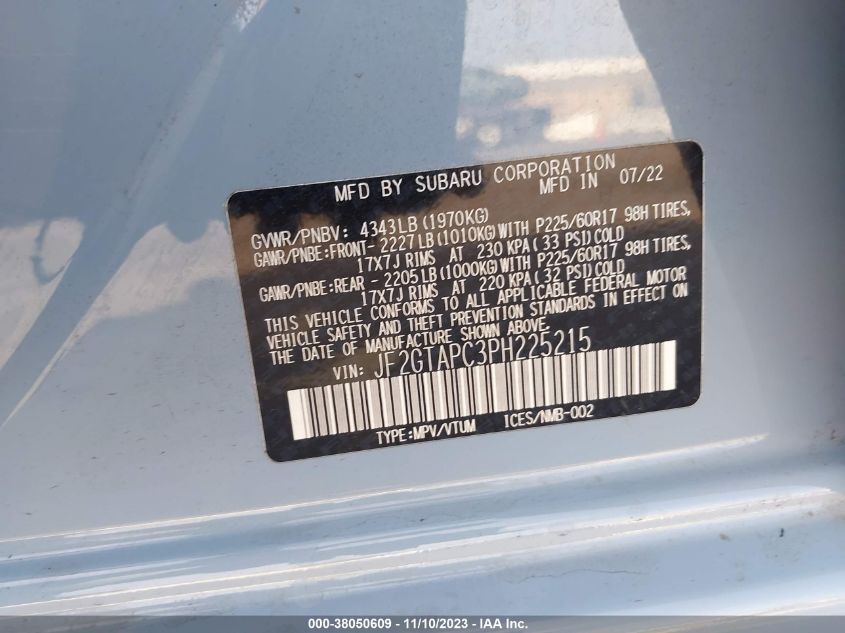 MFD BY SUBARU CORPORATION
MFD IN 07/22
GVWR/PNBV: 4343LB(1970KG)
GAWR/PNBE:FRONT- 2227LB(1010KG)WITH P225/60R17 98H TIRES,
17X7J RIMS AT 230 KPA(33 PSI)COLD
GAWR/PNBE:REAR - 2205LB(1000KG)WITH P225/60R17 98H TIRES,
17X7J RIMS AT 220 KPA(32 PSI)COLD
THIS VEHICLE CONFORMS TO ALL APPLICABLE FEDERAL MOTOR
VEHICLE SAFETY AND THEFT PREVENTION STANDARDS IN EFFECT ON
THE DATE OF MANUFACTURE SHOWN ABOVE.
VIN: JF2GTAPC3PH225215
TYPE:MPV/VTUM ICES/NMB-002
000-38050609 - 11/10/2023 - IAAI.com